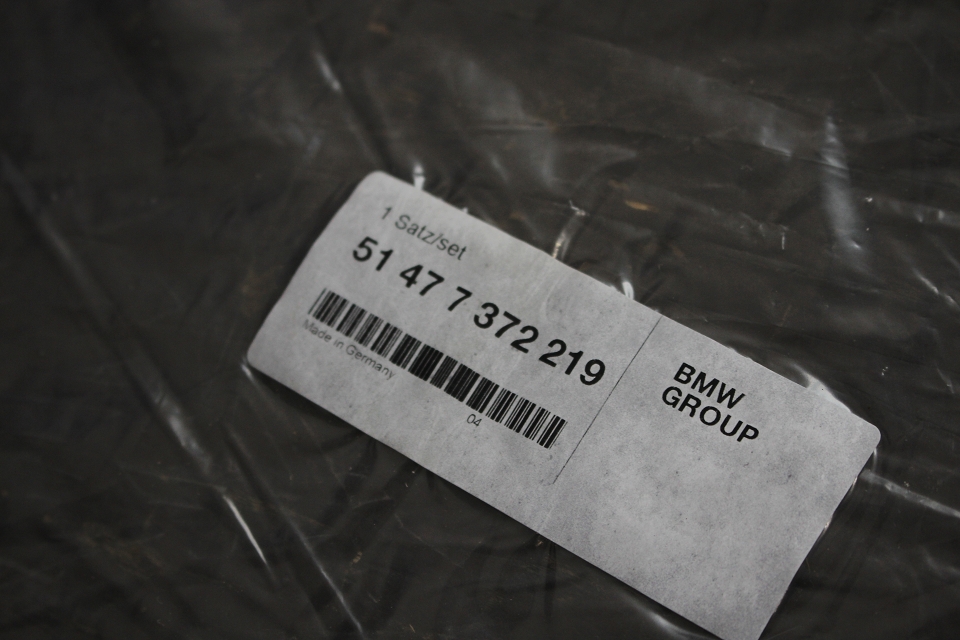 1 Satz/set
51 47 7 372 219
Made in Germany
04
BMW
GROUP